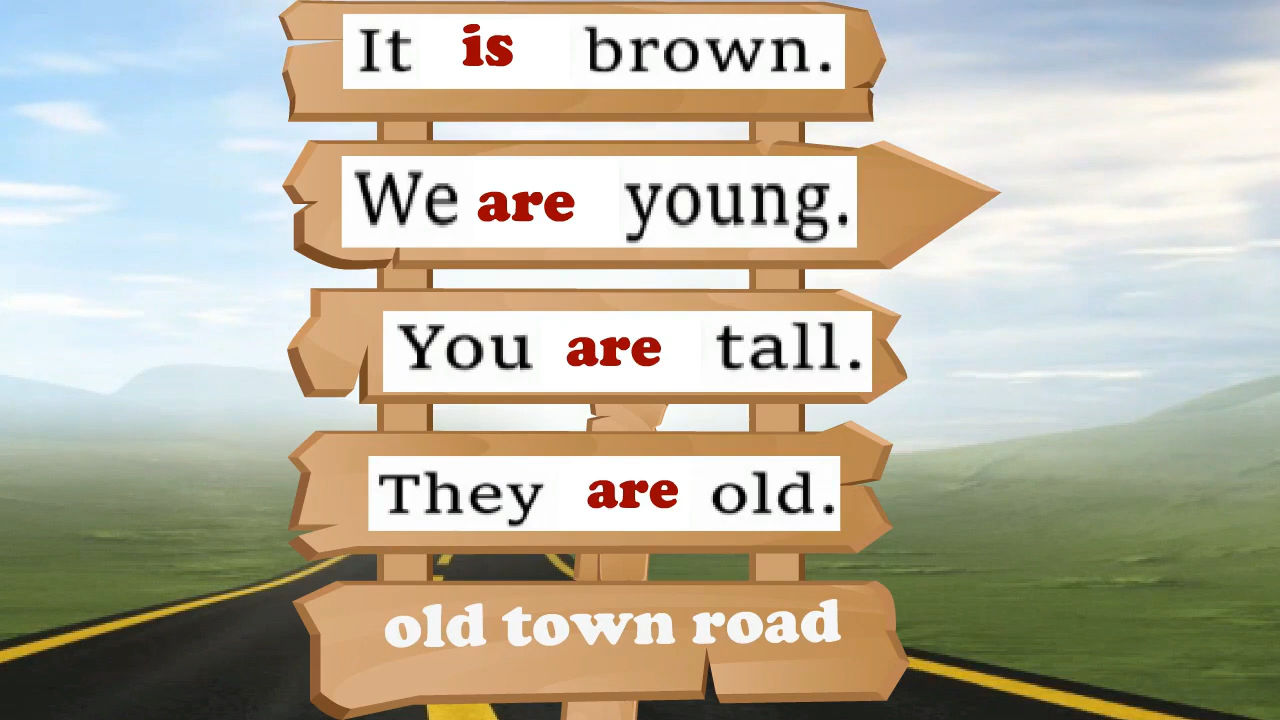 It is brown.
We are young.
You are tall.
They are old.
old town road